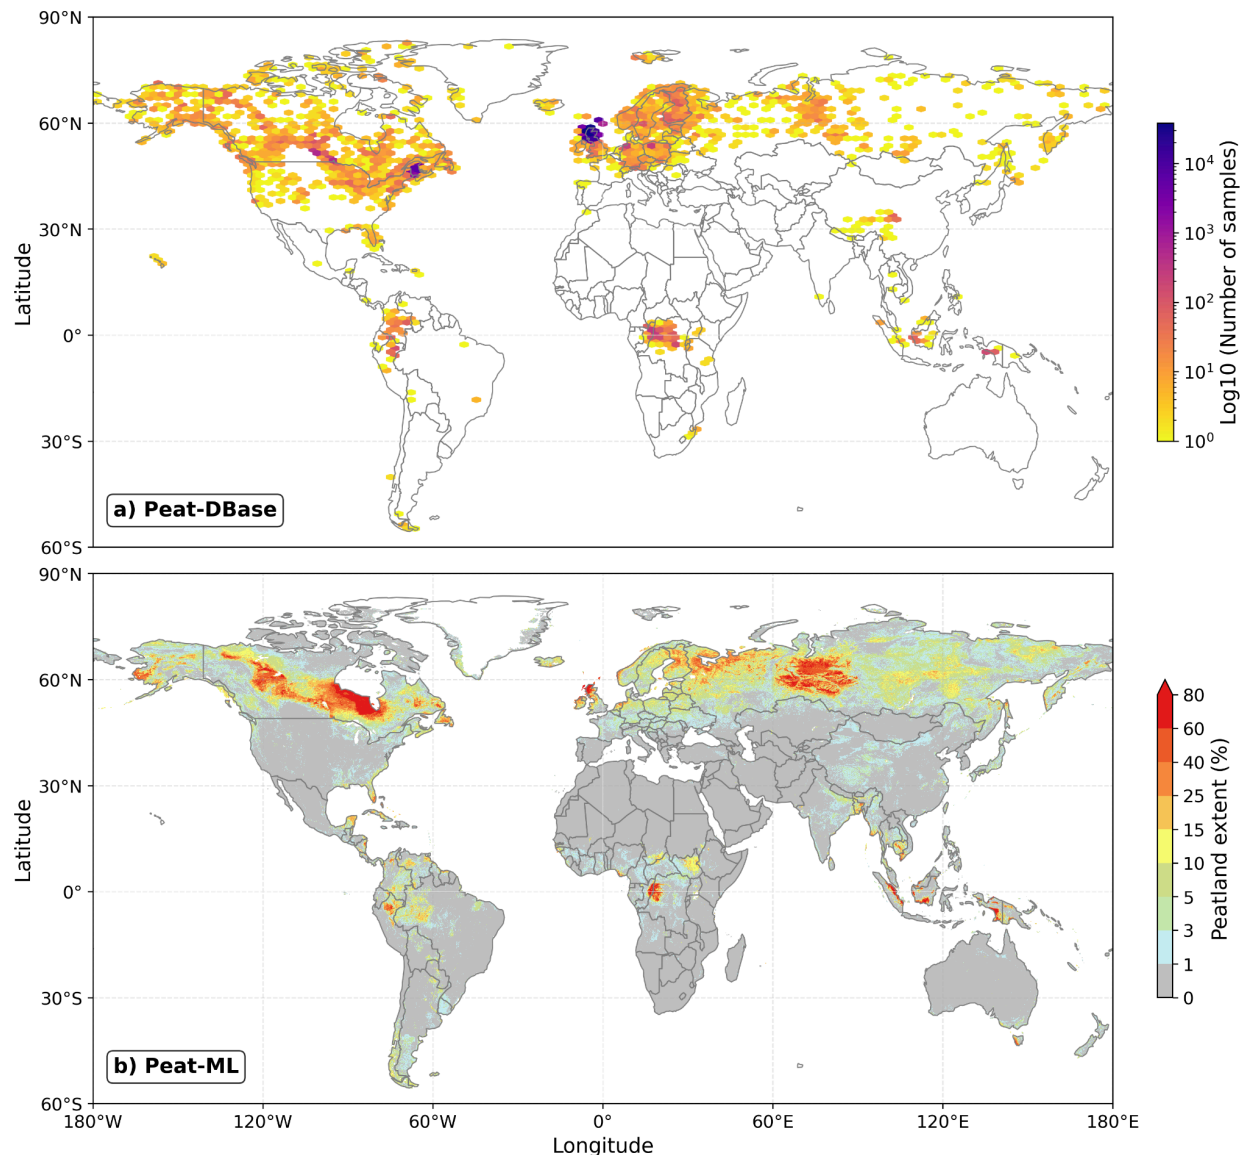 90°N
60°N
30°N
0°
30°S
60°S
Latitude
a) Peat-DBase
10⁴
10³
10²
10¹
10⁰
Log10 (Number of samples)
90°N
60°N
30°N
0°
30°S
60°S
Latitude
b) Peat-ML
180°W
120°W
60°W
0°
60°E
120°E
180°E
Longitude
80
60
40
25
15
10
5
3
1
0
Peatland extent (%)